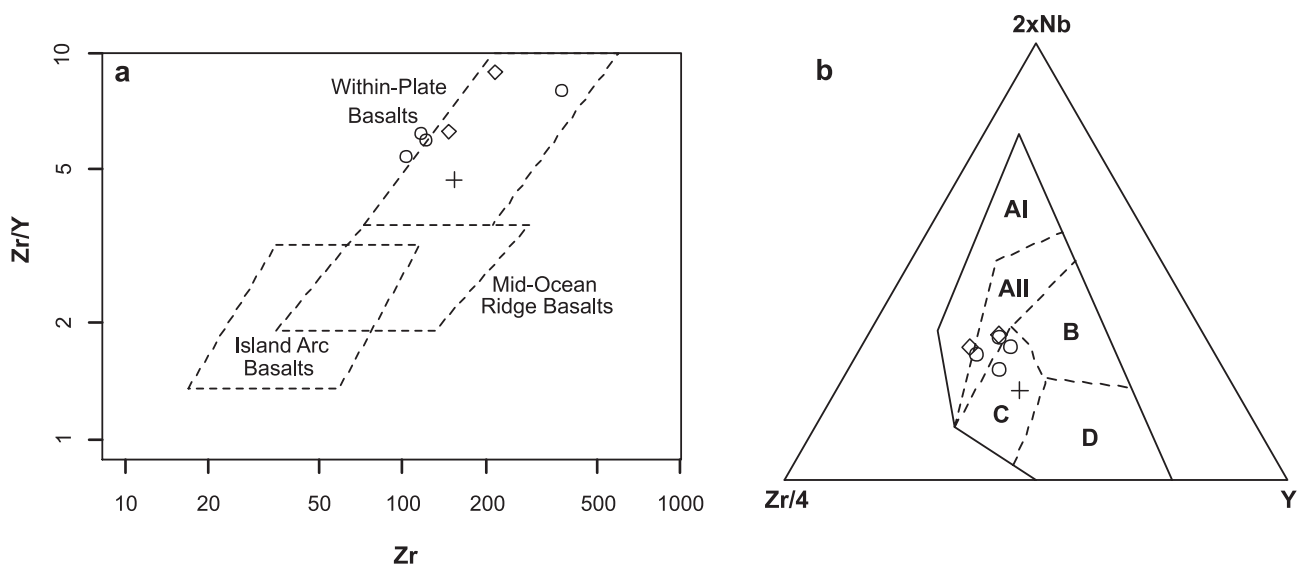 a
10
5
2
1
Zr/Y
Within-Plate
Basalts
Mid-Ocean
Ridge Basalts
Island Arc
Basalts
10
20
50
100
200
500
1000
Zr
b
2xNb
AI
AII
B
C
D
Zr/4
Y